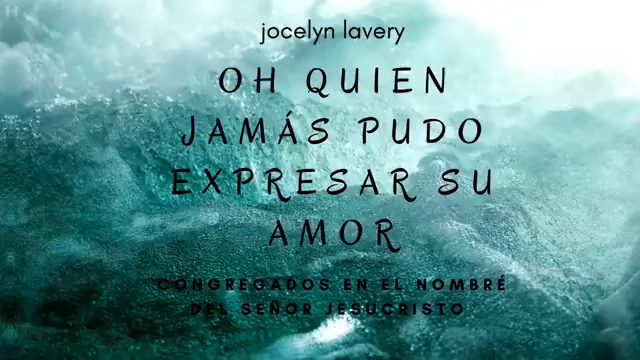 jocelyn lavery
OH QUIEN
JAMÁS PUDO
EXPRESAR SU
AMOR
CONGREGADOS EN EL NOMBRÉ
DEL SEÑOR JESUCRISTO